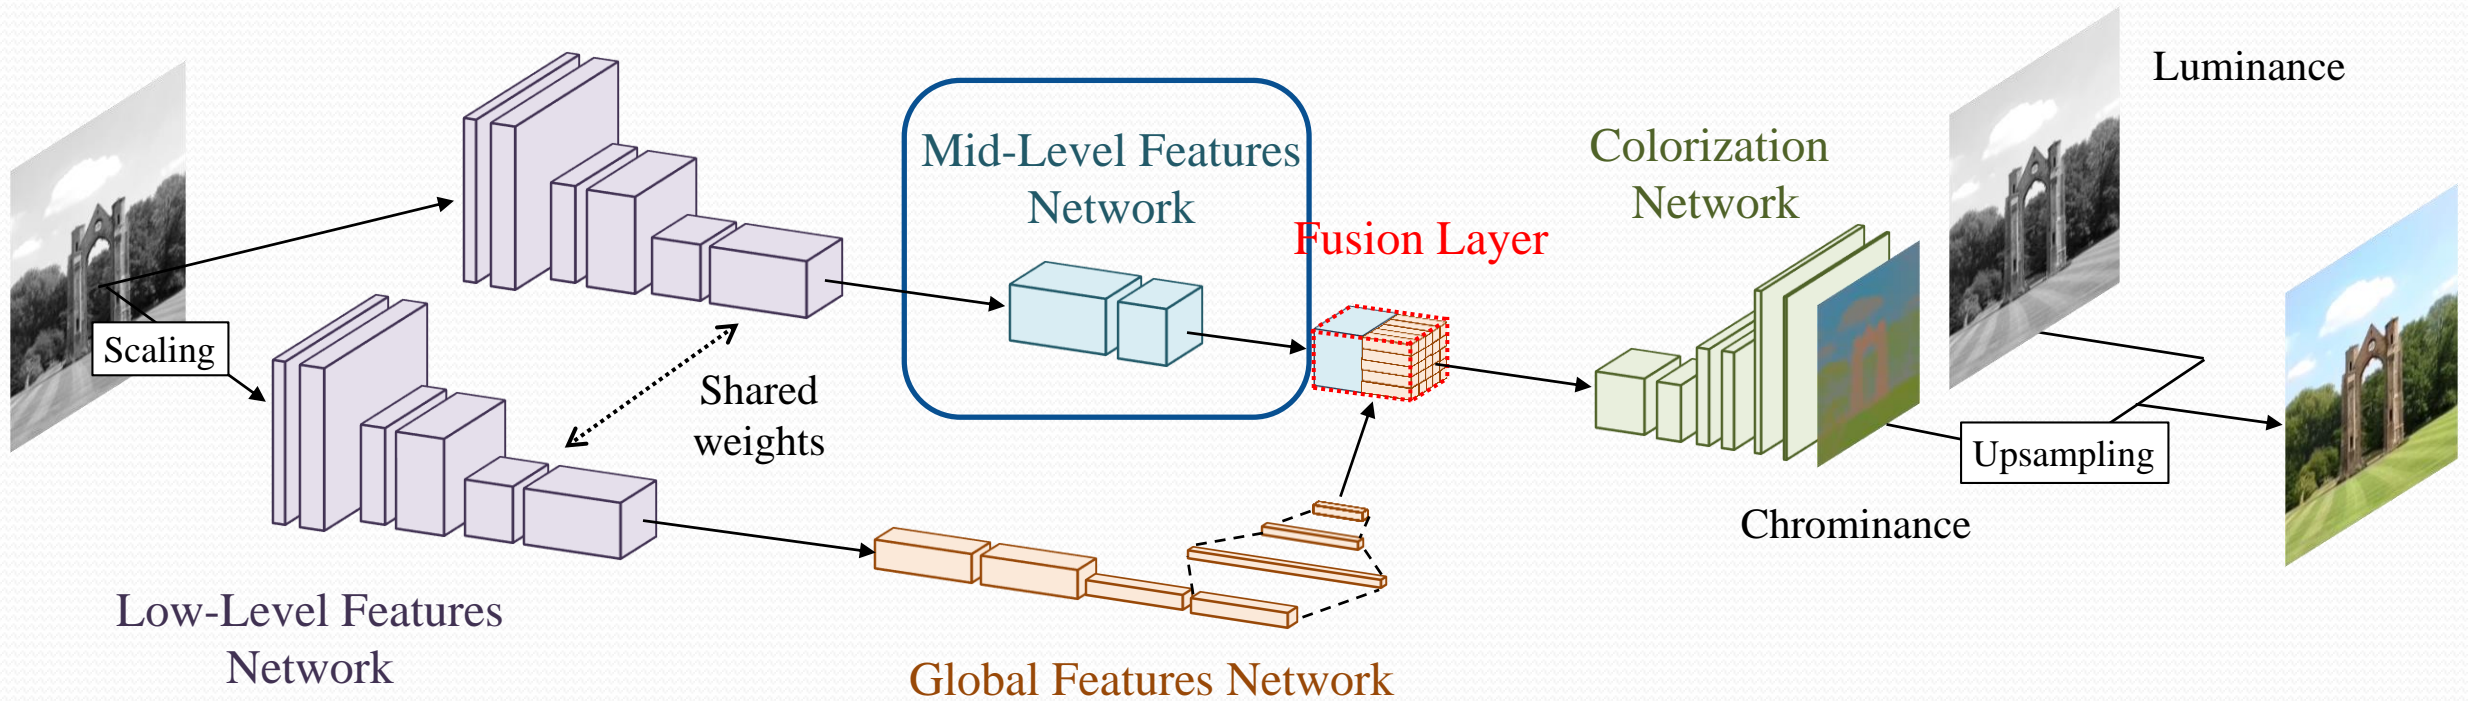 Luminance
Mid-Level Features
Network
Colorization
Network
Fusion Layer
Scaling
Shared
weights
Upsampling
Chrominance
Low-Level Features
Network
Global Features Network